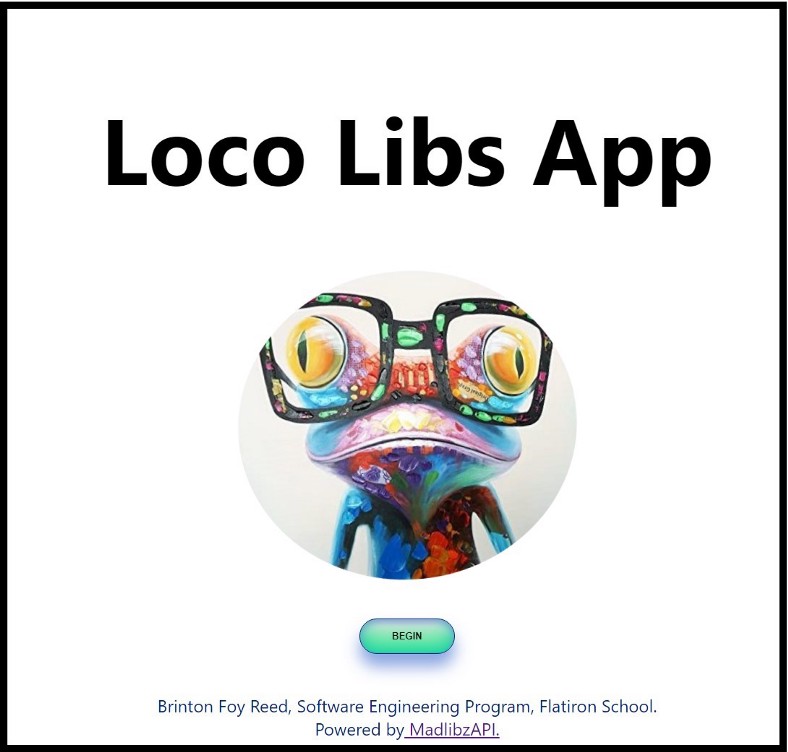 Loco Libs App
BEGIN
Brinton Foy Reed, Software Engineering Program, Flatiron School.
Powered by MadlibzAPI.